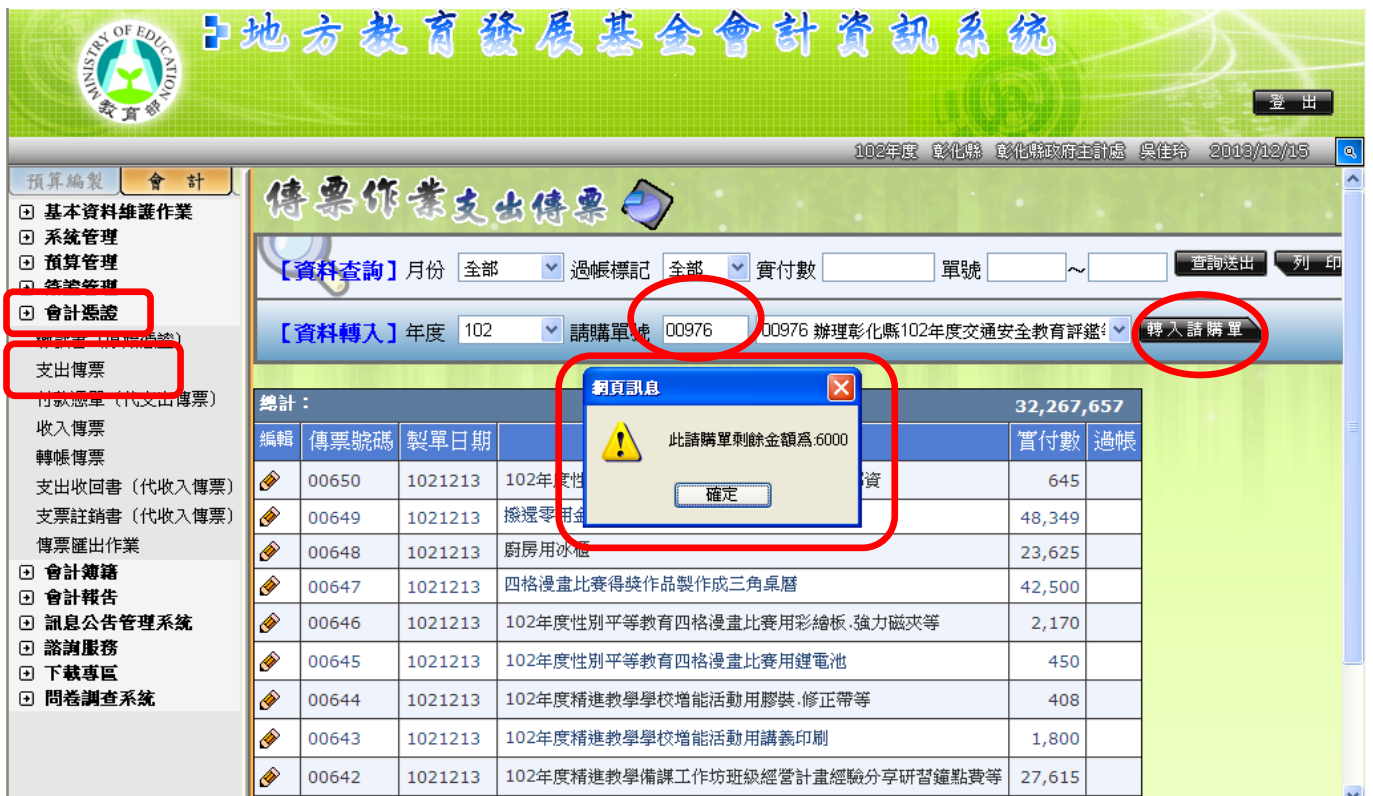 MINISTRY OF EDUCATION
教育部
地方教育發展基金會計資訊系統
登 出
102年度 彰化縣 彰化縣政府主計處 吳佳玲 2013/12/15
預算編製 會 計
基本資料維護作業
系統管理
預算管理
會計憑證
支出傳票
付款憑單（代支出傳票）
收入傳票
轉帳傳票
支出收回書（代收入傳票）
支票註銷書（代收入傳票）
傳票匯出作業
會計簿籍
會計報告
訊息公告管理系統
諮詢服務
下載專區
問卷調查系統
傳票作業支出傳票
【資料查詢】月份 全部 過帳標記 全部 實付數 單號 ~ 查詢送出 列 印
【資料轉入】年度 102 請購單號 00976 00976 辦理彰化縣102年度交通安全教育評鑑 轉入請購單
總計： 32,267,657
編輯 傳票號碼 製單日期 實付數 過帳
網頁訊息
此請購單剩餘金額為:6000
確定
00650 1021213 102年度性 資 645
00649 1021213 撥還零用金 48,349
00648 1021213 廚房用冰櫃 23,625
00647 1021213 四格漫畫比賽得獎作品製作成三角桌曆 42,500
00646 1021213 102年度性別平等教育四格漫畫比賽用彩繪板.強力磁夾等 2,170
00645 1021213 102年度性別平等教育四格漫畫比賽用鋰電池 450
00644 1021213 102年度精進教學學校增能活動用膠裝.修正帶等 408
00643 1021213 102年度精進教學學校增能活動用講義印刷 1,800
00642 1021213 102年度精進教學備課工作坊班級經營計畫經驗分享研習鐘點費等 27,615